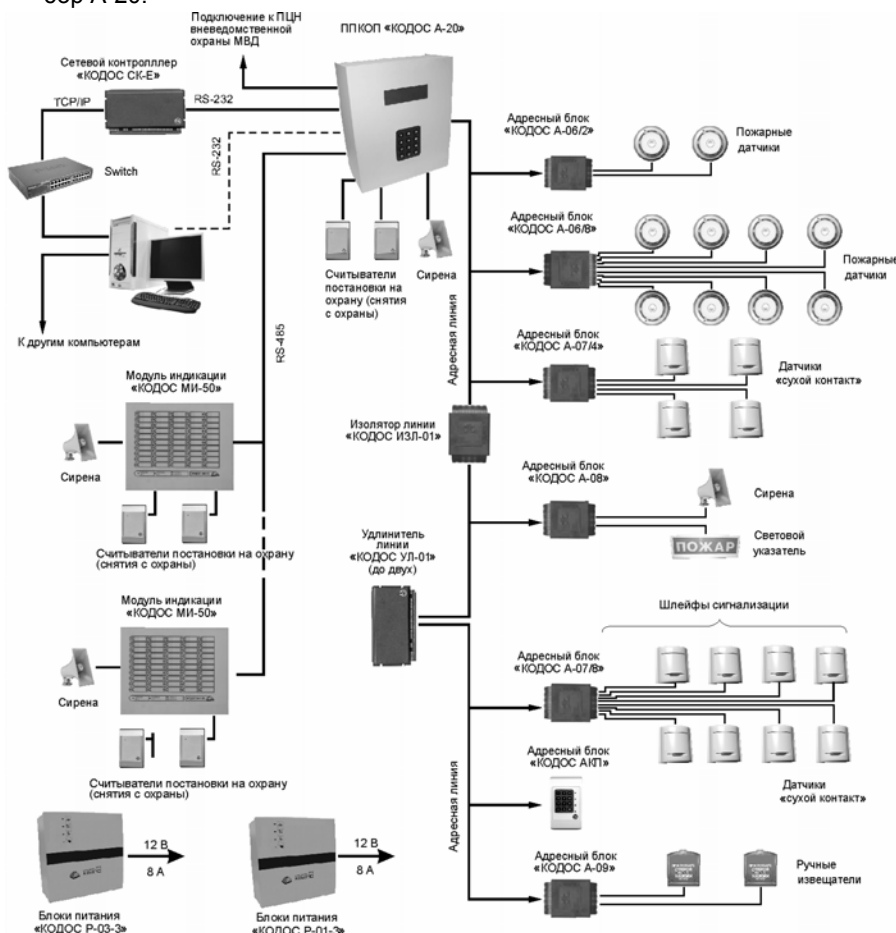 сер А-20.
Подключение к ПЦН
вневедомственной
охраны МВД
ППКОП «КОДОС А-20»
Сетевой контролллер
«КОДОС СК-Е»
TCP/IP
RS-232
RS-232
Switch
К другим компьютерам
Считыватели
постановки на
охрану (снятия
с охраны)
Сирена
RS-485
Адресная линия
Адресный блок
«КОДОС А-06/2»
Пожарные
датчики
Адресный блок
«КОДОС А-06/8»
Пожарные
датчики
Адресный блок
«КОДОС А-07/4»
Датчики
«сухой контакт»
Модуль индикации
«КОДОС МИ-50»
Сирена
Считыватели постановки на охрану
(снятия с охраны)
Изолятор линии
«КОДОС ИЗЛ-01»
Адресный блок
«КОДОС А-08»
Сирена
ПОЖАР
Световой
указатель
Удлинитель
линии
«КОДОС УЛ-01»
(до двух)
Модуль индикации
«КОДОС МИ-50»
Сирена
Считыватели постановки на охрану
(снятия с охраны)
Шлейфы сигнализации
Адресный блок
«КОДОС А-07/8»
Датчики
«сухой контакт»
Адресный блок
«КОДОС АКП»
Адресная линия
Адресный блок
«КОДОС А-09»
Ручные
извещатели
12 В
8 А
12 В
8 А
Блоки питания
«КОДОС Р-03-3»
Блоки питания
«КОДОС Р-01-3»